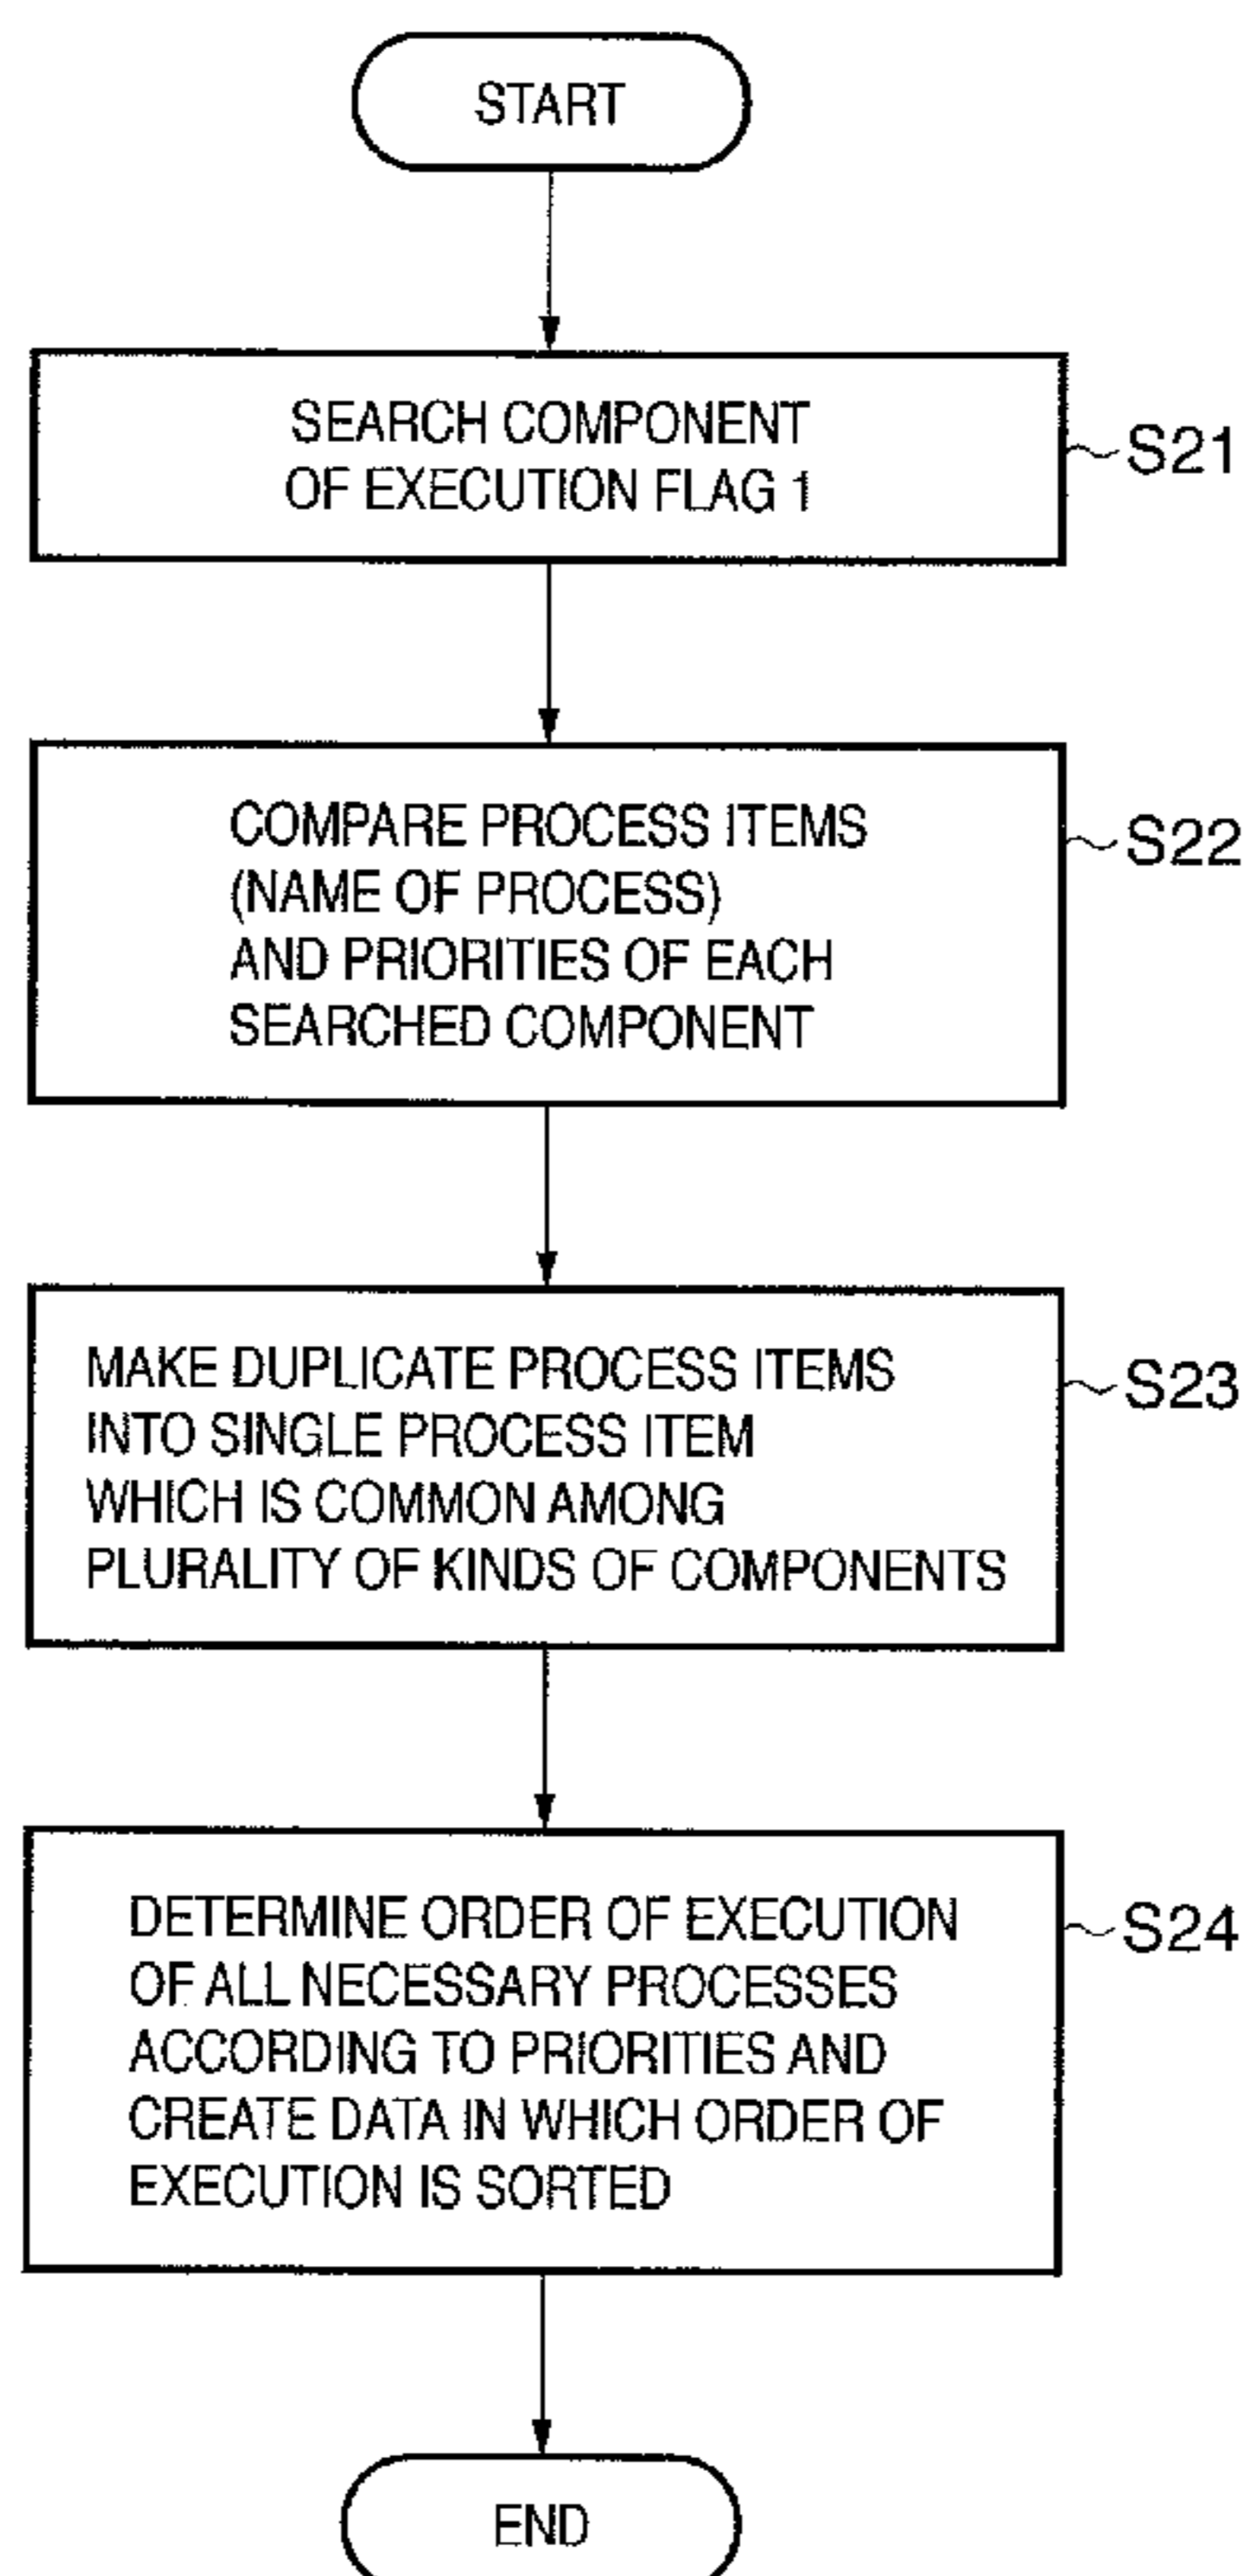 START
SEARCH COMPONENT
OF EXECUTION FLAG 1
S21
COMPARE PROCESS ITEMS
(NAME OF PROCESS)
AND PRIORITIES OF EACH
SEARCHED COMPONENT
S22
MAKE DUPLICATE PROCESS ITEMS
INTO SINGLE PROCESS ITEM
WHICH IS COMMON AMONG
PLURALITY OF KINDS OF COMPONENTS
S23
DETERMINE ORDER OF EXECUTION
OF ALL NECESSARY PROCESSES
ACCORDING TO PRIORITIES AND
CREATE DATA IN WHICH ORDER OF
EXECUTION IS SORTED
S24
END